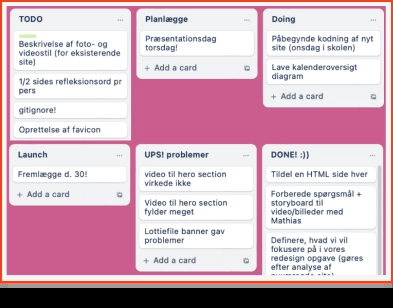 TODO
Beskrivelse af foto- og
videostil (for eksisterende
site)
1/2 sides refleksionsord pr
pers
gitignore!
Oprettelse af favicon
Planlægge
Præsentationsdag
torsdag!
+ Add a card
Doing
Påbegynde kodning af nyt
site (onsdag i skolen)
Lave kalenderoversigt
diagram
+ Add a card
Launch
Fremlægge d. 30!
+ Add a card
UPS! problemer
video til hero section
virkede ikke
Video til hero section
fylder meget
Lottiefile banner gav
problemer
+ Add a card
DONE! :))
Tildel en HTML side hver
Forberede spørgsmål +
storyboard til
video/billeder med
Mathias
Definere, hvad vi vil
fokusere på i vores
redesign opgave (gøres
efter analyse af